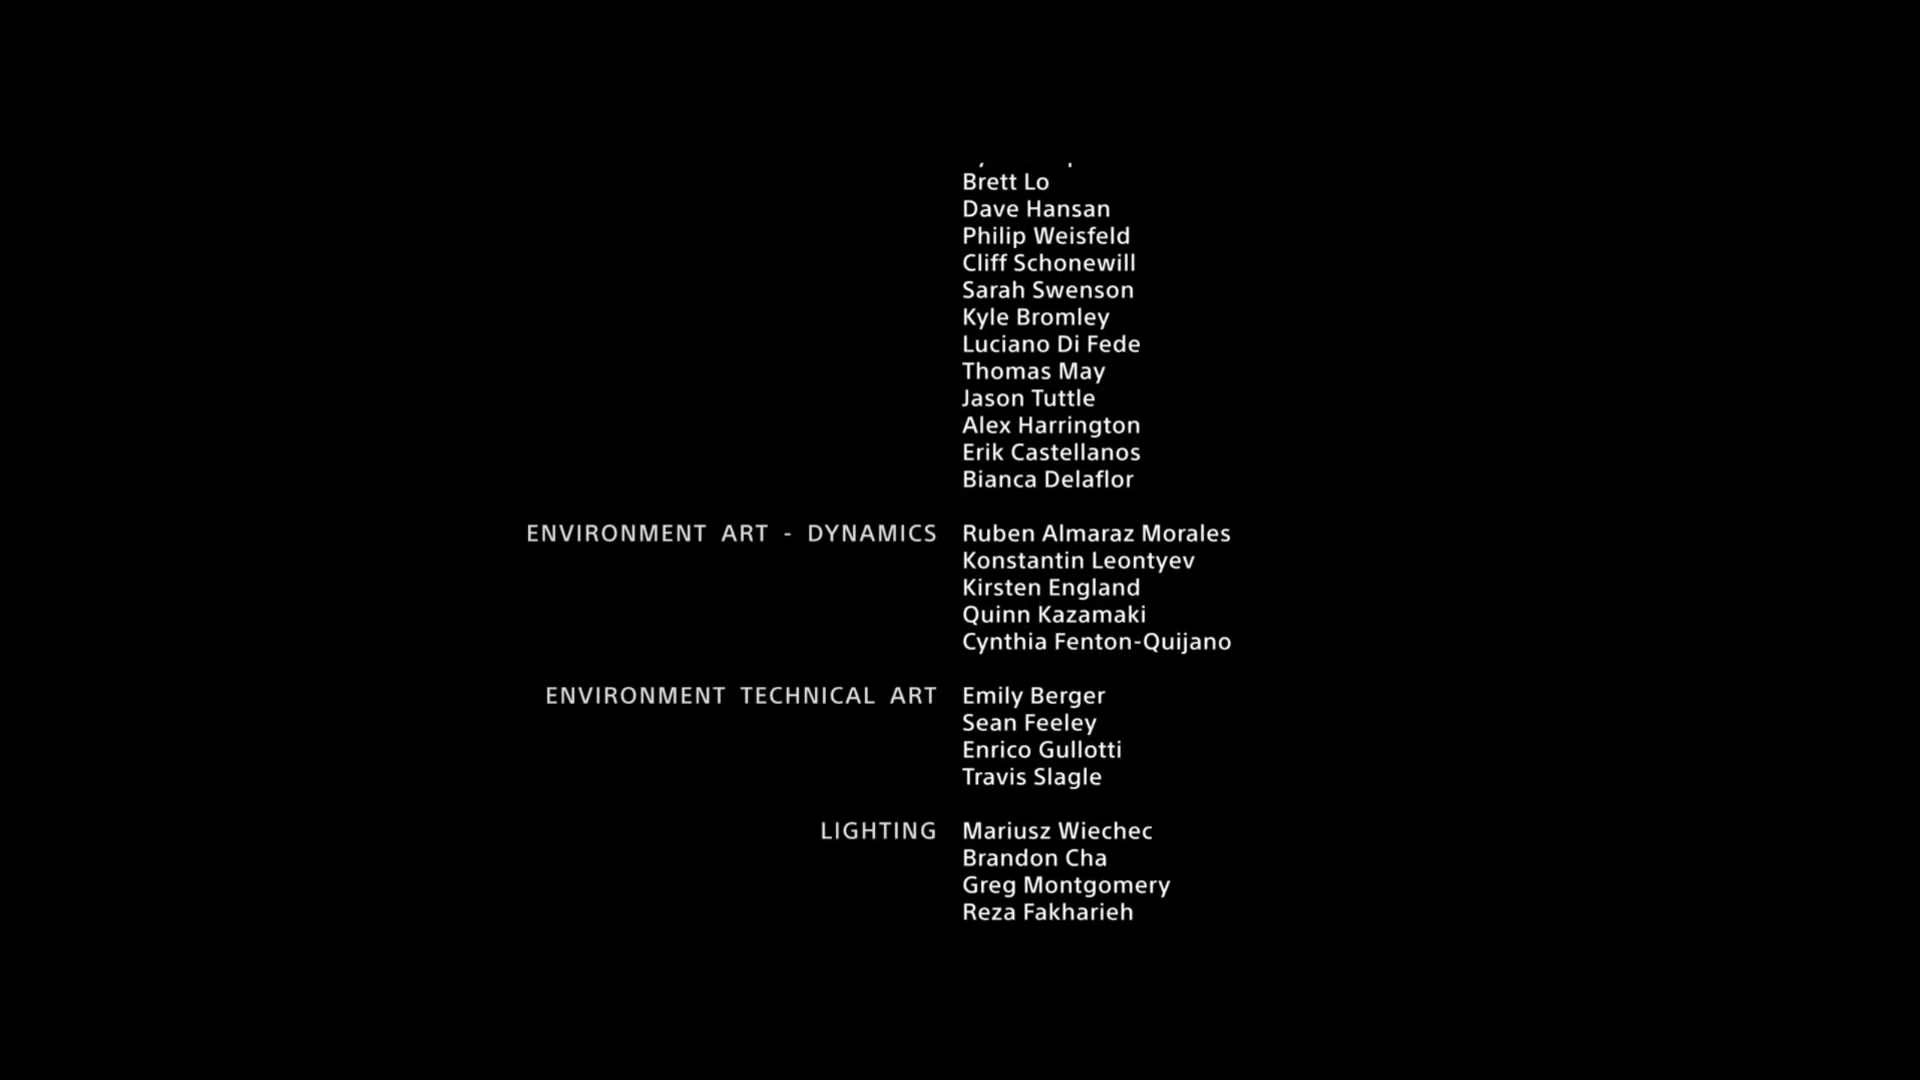 Brett Lo
Dave Hansan
Philip Weisfeld
Cliff Schonewill
Sarah Swenson
Kyle Bromley
Luciano Di Fede
Thomas May
Jason Tuttle
Alex Harrington
Erik Castellanos
Bianca Delaflor
ENVIRONMENT ART - DYNAMICS Ruben Almaraz Morales
Konstantin Leontyev
Kirsten England
Quinn Kazamaki
Cynthia Fenton-Quijano
ENVIRONMENT TECHNICAL ART Emily Berger
Sean Feeley
Enrico Gullotti
Travis Slagle
LIGHTING Mariusz Wiechec
Brandon Cha
Greg Montgomery
Reza Fakharieh